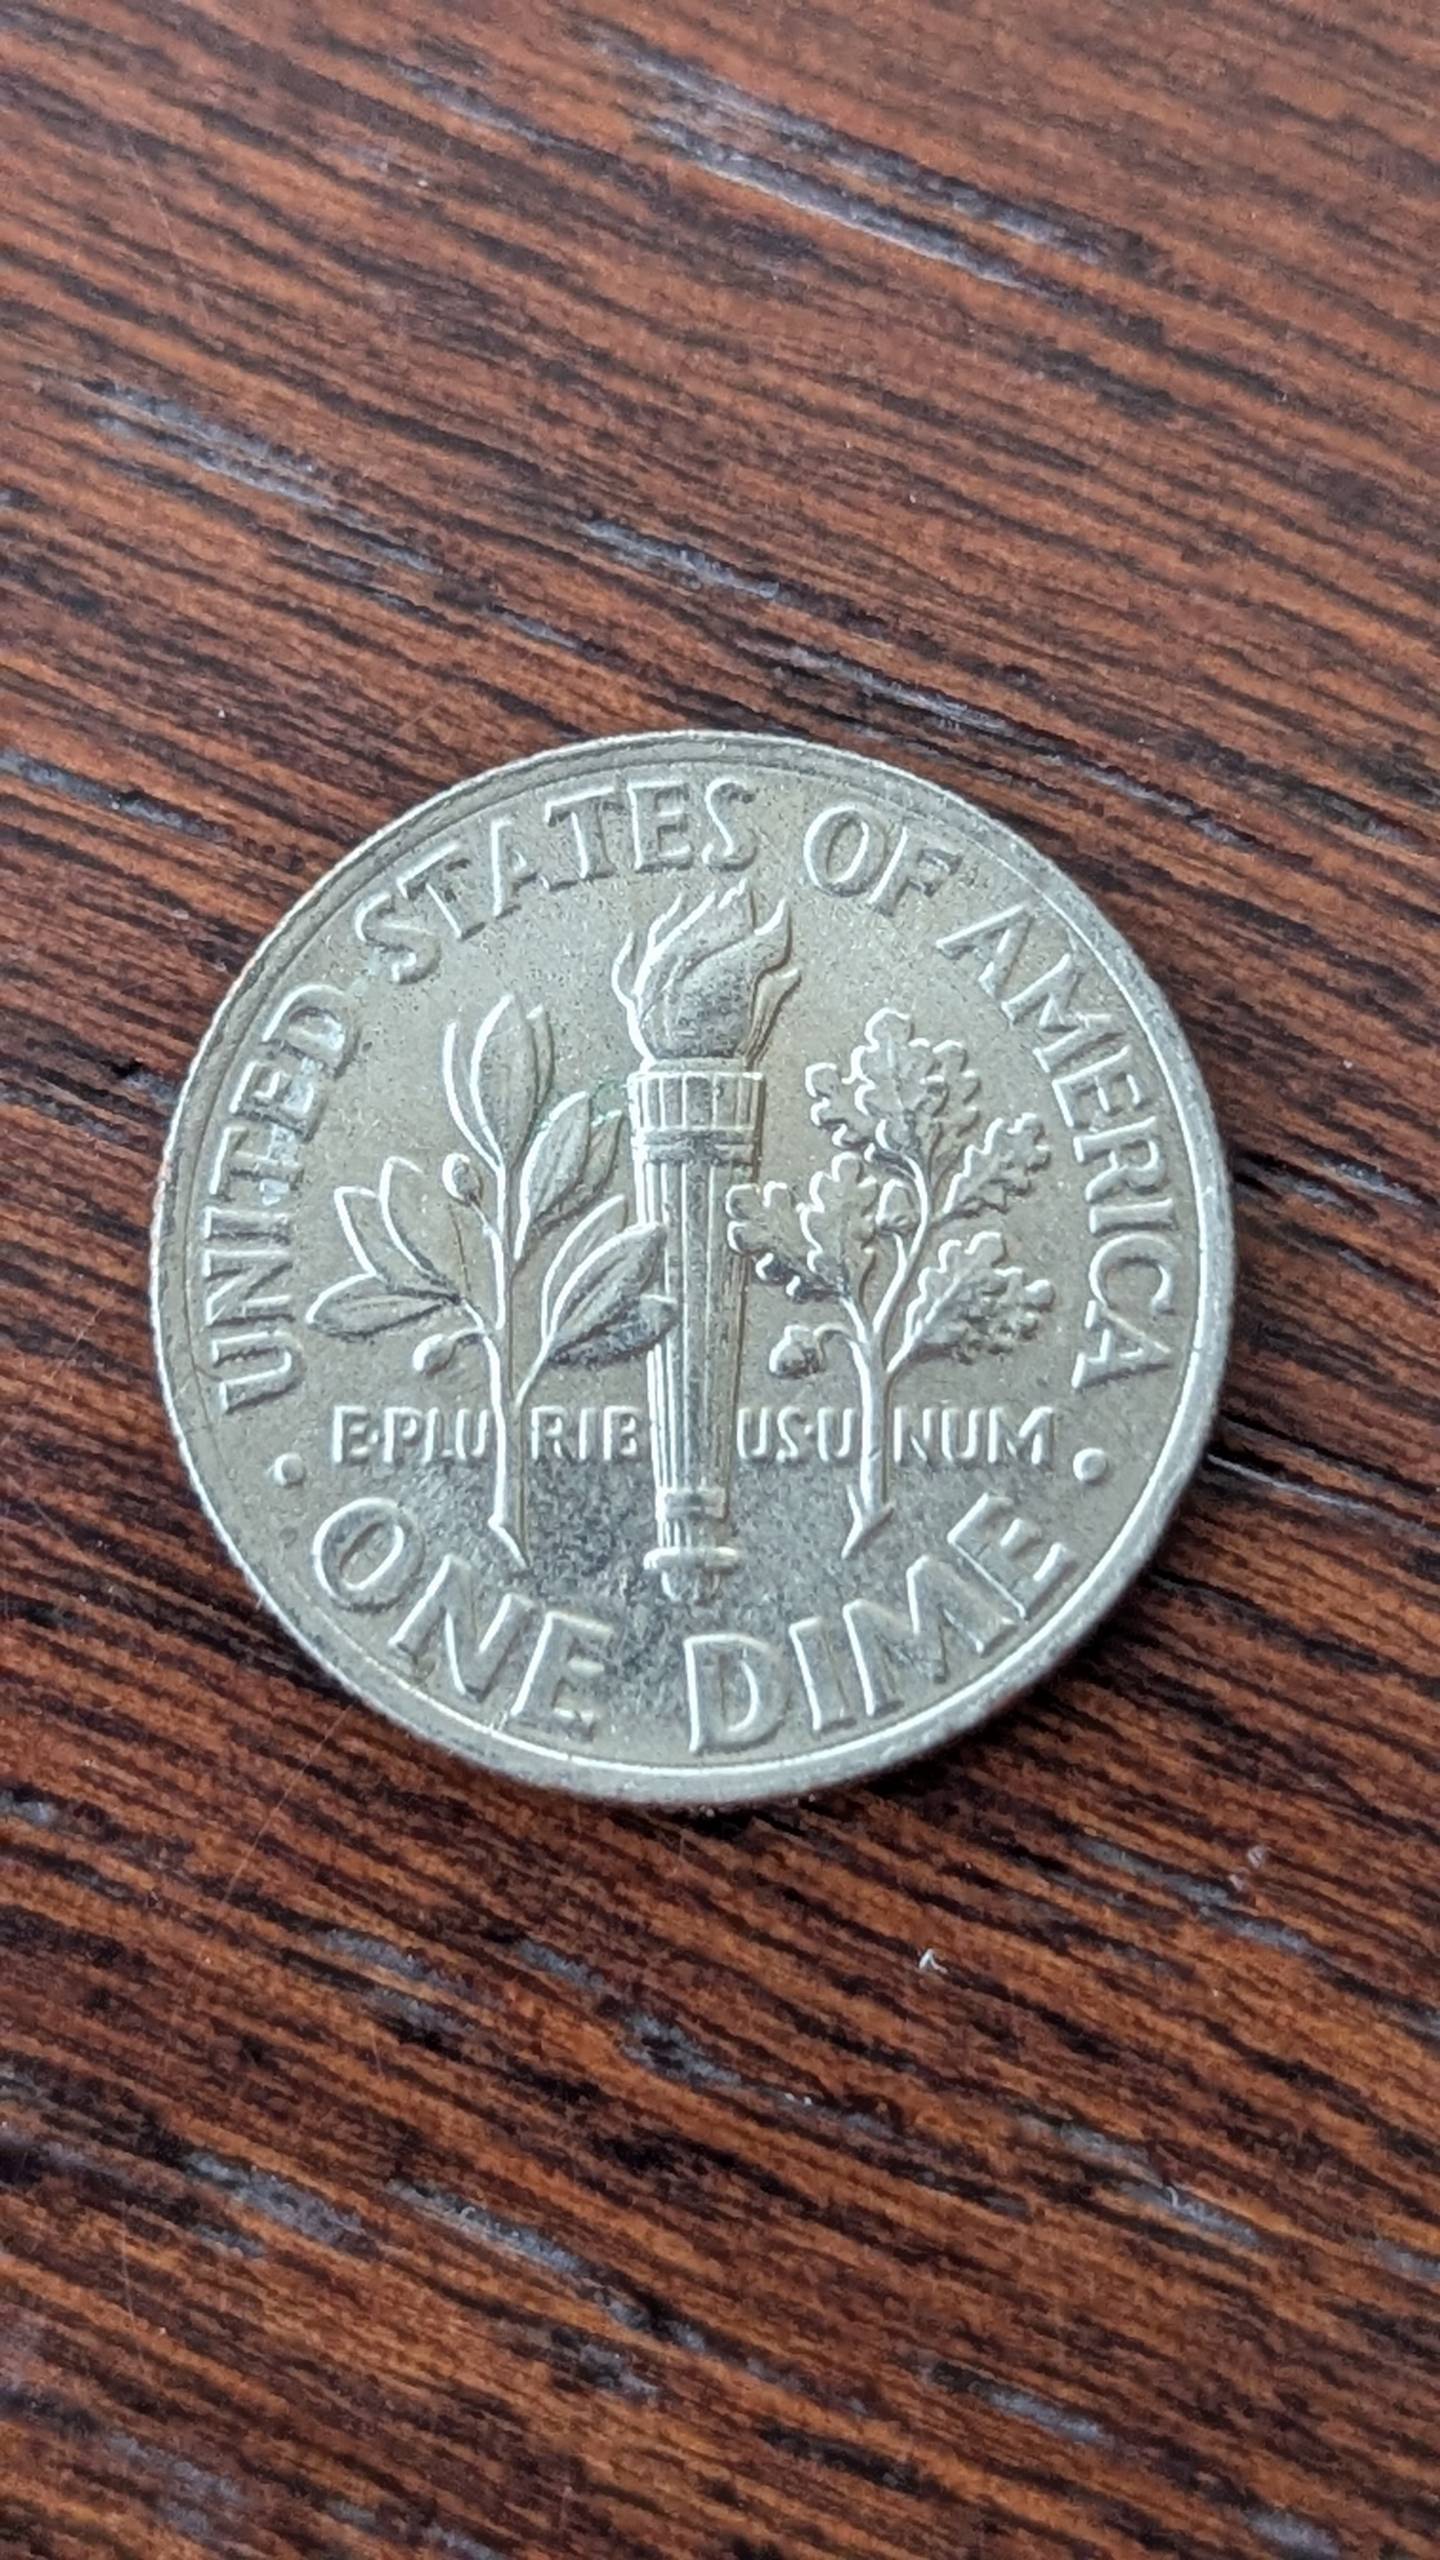 UNITED STATES OF AMERICA
E·PLU RIB US·U NUM
· ONE DIME ·